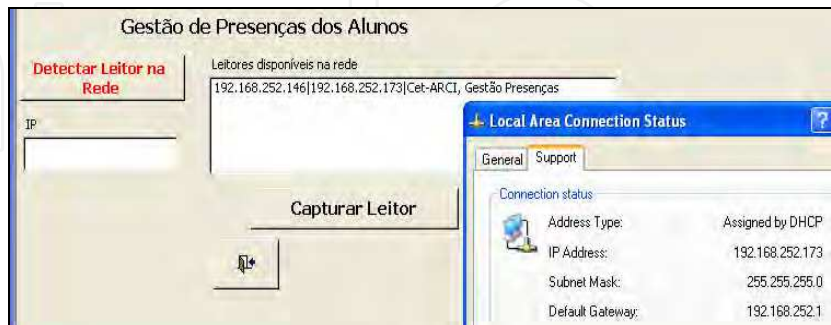 Gestão de Presenças dos Alunos
Detectar Leitor na
Rede
Leitores disponíveis na rede
192.168.252.146|192.168.252.173|Cet-ARCI, Gestão Presenças
IP
Capturar Leitor
Local Area Connection Status
?
General
Support
Connection status
Address Type: Assigned by DHCP
IP Address: 192.168.252.173
Subnet Mask: 255.255.255.0
Default Gateway: 192.168.252.1